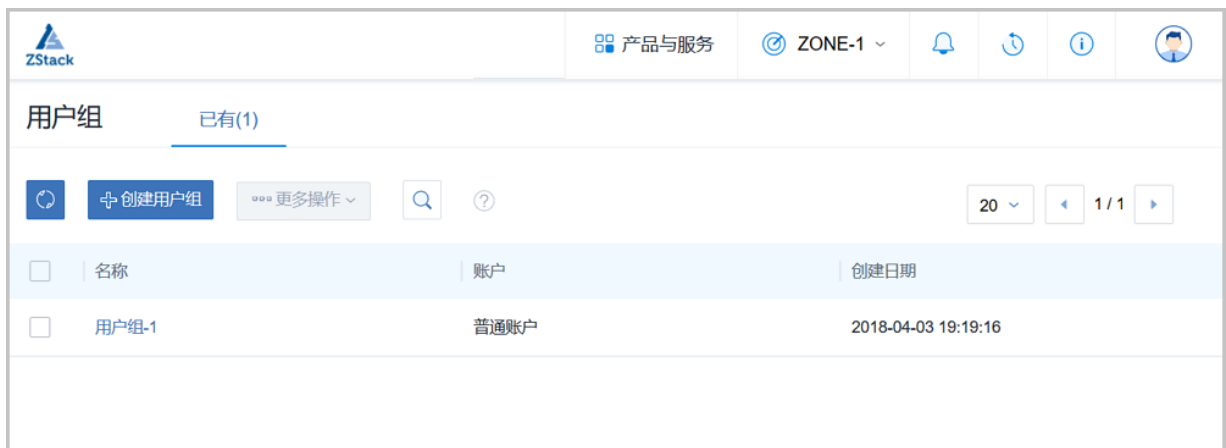 ZStack
产品与服务
ZONE-1
用户组
已有(1)
创建用户组
更多操作
20
1 / 1
名称
账户
创建日期
用户组-1
普通账户
2018-04-03 19:19:16